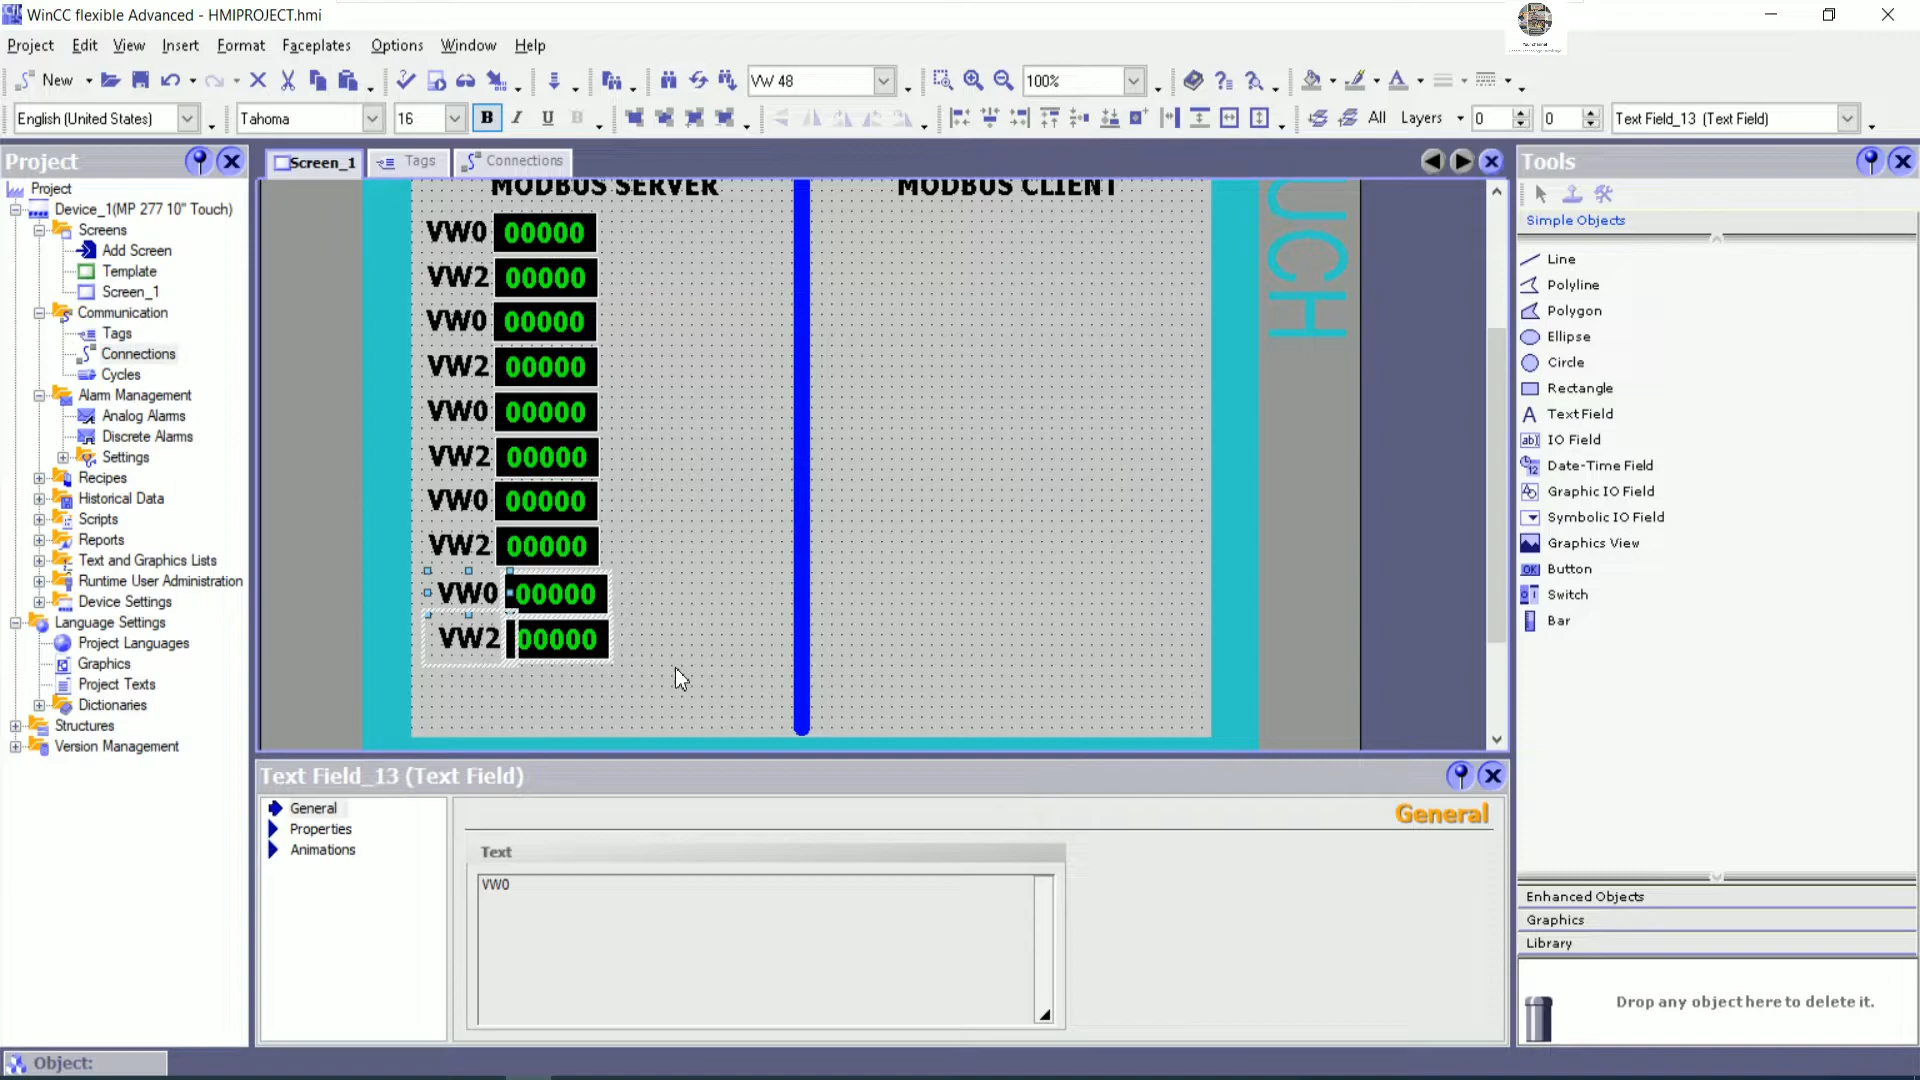 WinCC flexible Advanced - HMIPROJECT.hmi
Project Edit View Insert Format Faceplates Options Window Help
New VW 48 100%
English (United States) Tahoma 16 B I U B All Layers 0 0 Text Field_13 (Text Field)
Project
Project
Device_1(MP 277 10" Touch)
Screens
Add Screen
Template
Screen_1
Communication
Tags
Connections
Cycles
Alarm Management
Analog Alarms
Discrete Alarms
Settings
Recipes
Historical Data
Scripts
Reports
Text and Graphics Lists
Runtime User Administration
Device Settings
Language Settings
Project Languages
Graphics
Project Texts
Dictionaries
Structures
Version Management
Screen_1 Tags Connections
MODBUS SERVER MODBUS CLIENT
VW0 00000
VW2 00000
VW0 00000
VW2 00000
VW0 00000
VW2 00000
VW0 00000
VW2 00000
VW0 00000
VW2 00000
UCH
Text Field_13 (Text Field)
General
Properties
Animations
General
Text
VW0
Tools
Simple Objects
Line
Polyline
Polygon
Ellipse
Circle
Rectangle
Text Field
IO Field
Date-Time Field
Graphic IO Field
Symbolic IO Field
Graphics View
Button
Switch
Bar
Enhanced Objects
Graphics
Library
Drop any object here to delete it.
Object: